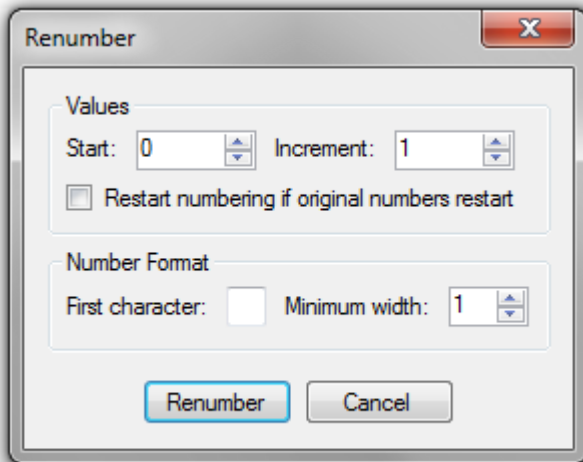 Renumber
Values
Start: 0 Increment: 1
Restart numbering if original numbers restart
Number Format
First character: Minimum width: 1
Renumber Cancel